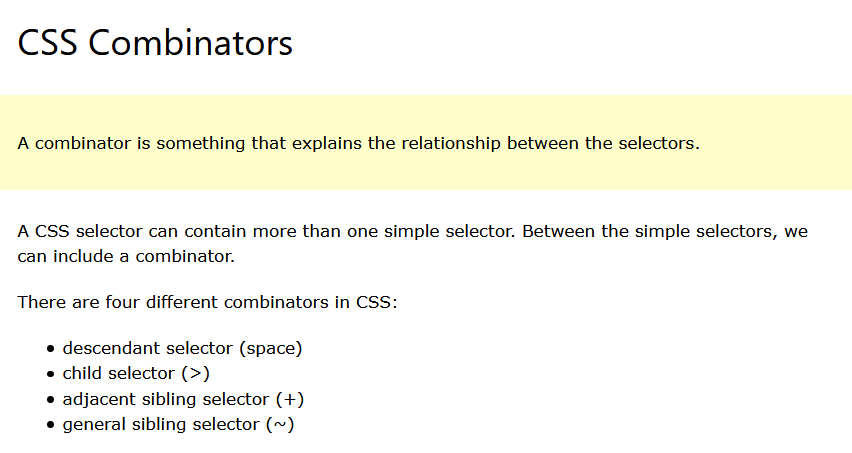 CSS Combinators
A combinator is something that explains the relationship between the selectors.
A CSS selector can contain more than one simple selector. Between the simple selectors, we
can include a combinator.
There are four different combinators in CSS:
• descendant selector (space)
• child selector (>)
• adjacent sibling selector (+)
• general sibling selector (~)